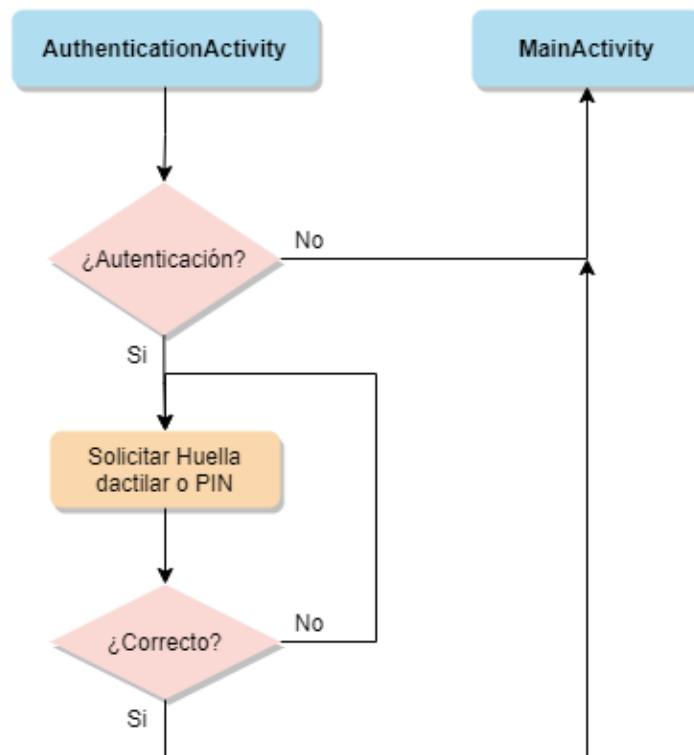 AuthenticationActivity
MainActivity
¿Autenticación?
No
Si
Solicitar Huella
dactilar o PIN
¿Correcto?
No
Si